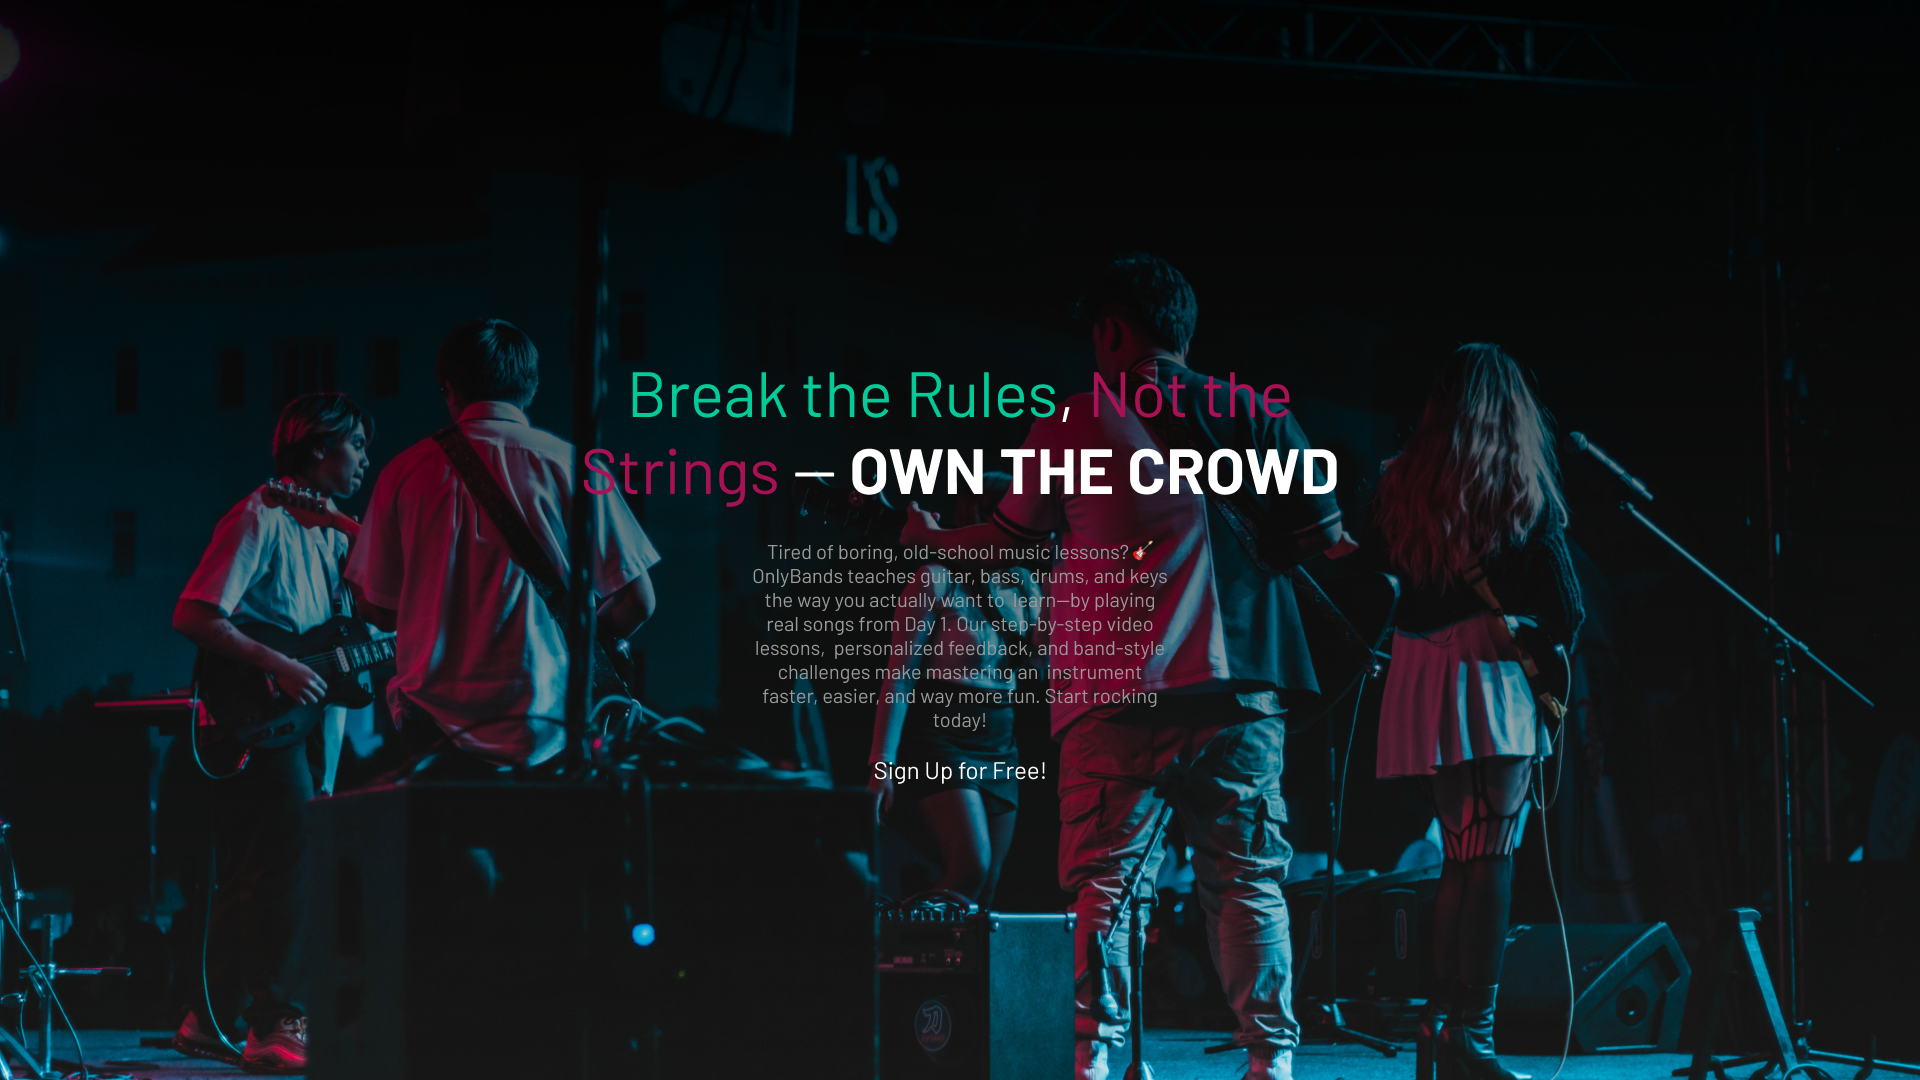 Break the Rules, Not the
Strings — OWN THE CROWD
Tired of boring, old-school music lessons? 🎸
OnlyBands teaches guitar, bass, drums, and keys
the way you actually want to  learn—by playing
real songs from Day 1. Our step-by-step video
lessons,  personalized feedback, and band-style
challenges make mastering an  instrument
faster, easier, and way more fun. Start rocking
today!
Sign Up for Free!